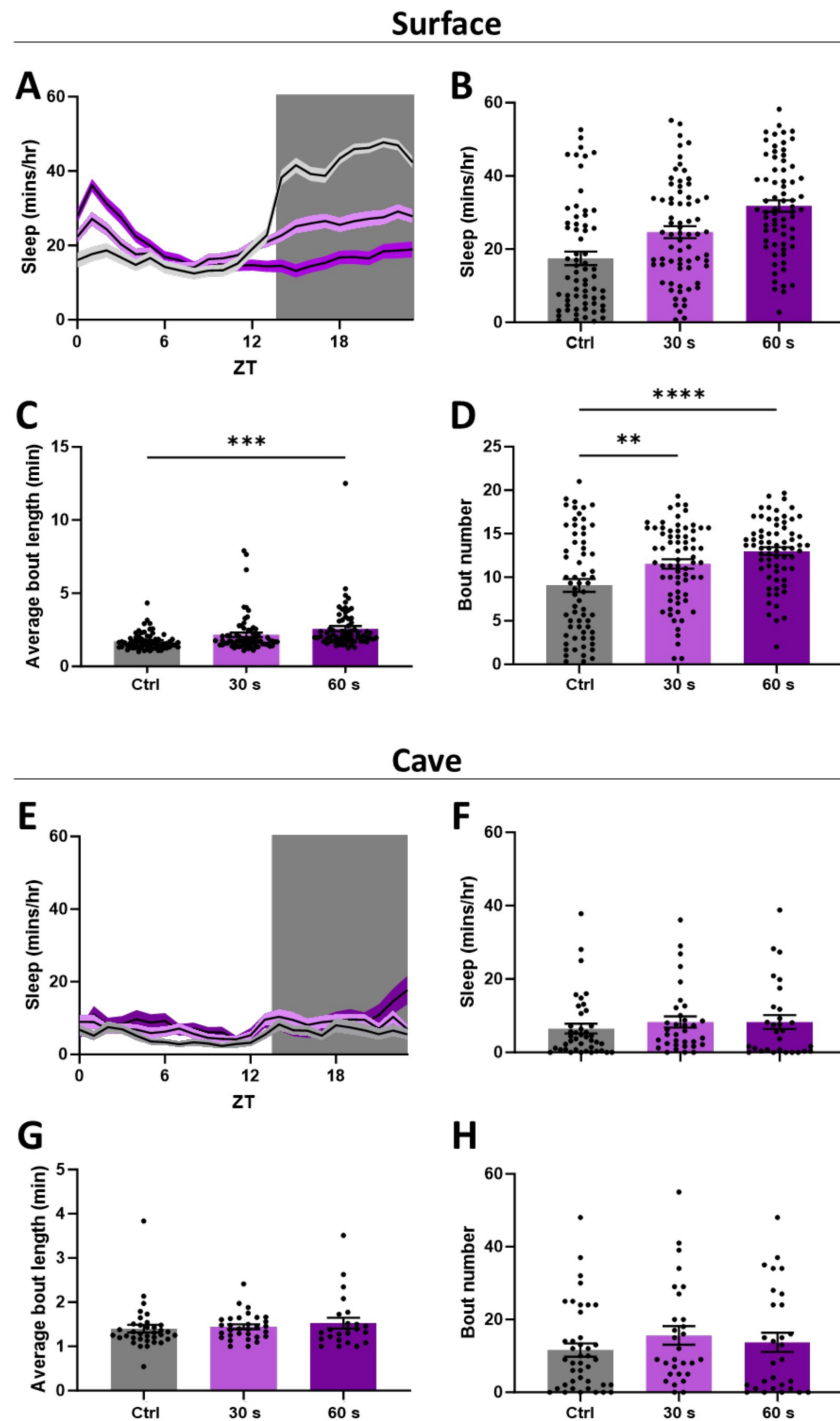 Surface
A
Sleep (mins/hr)
60
40
20
0
0 6 12 18
ZT
B
Sleep (mins/hr)
60
40
20
0
Ctrl 30 s 60 s
C
Average bout length (min)
15
10
5
0
***
Ctrl 30 s 60 s
D
Bout number
****
**
25
20
15
10
5
0
Ctrl 30 s 60 s
Cave
E
Sleep (mins/hr)
60
40
20
0
0 6 12 18
ZT
F
Sleep (mins/hr)
60
40
20
0
Ctrl 30 s 60 s
G
Average bout length (min)
5
4
3
2
1
0
Ctrl 30 s 60 s
H
Bout number
60
40
20
0
Ctrl 30 s 60 s